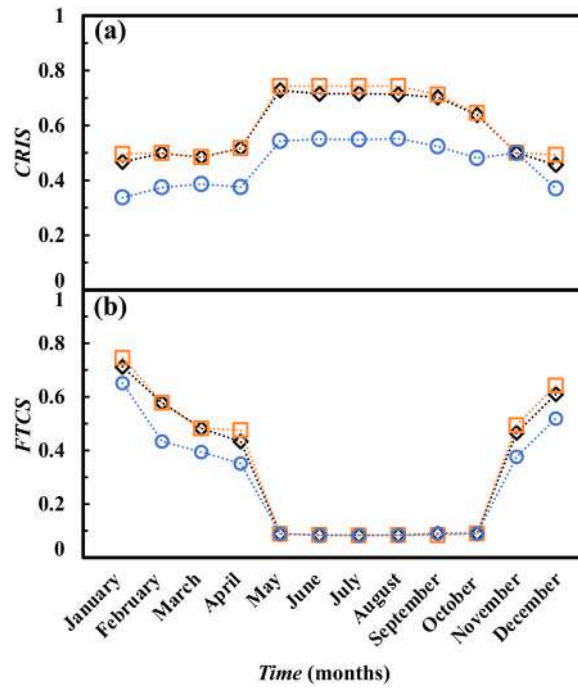 1
(a)
0.8
0.6
CRIS
0.4
0.2
0
1
(b)
0.8
0.6
FTCS
0.4
0.2
0
January
February
March
April
May
June
July
August
September
October
November
December
Time (months)